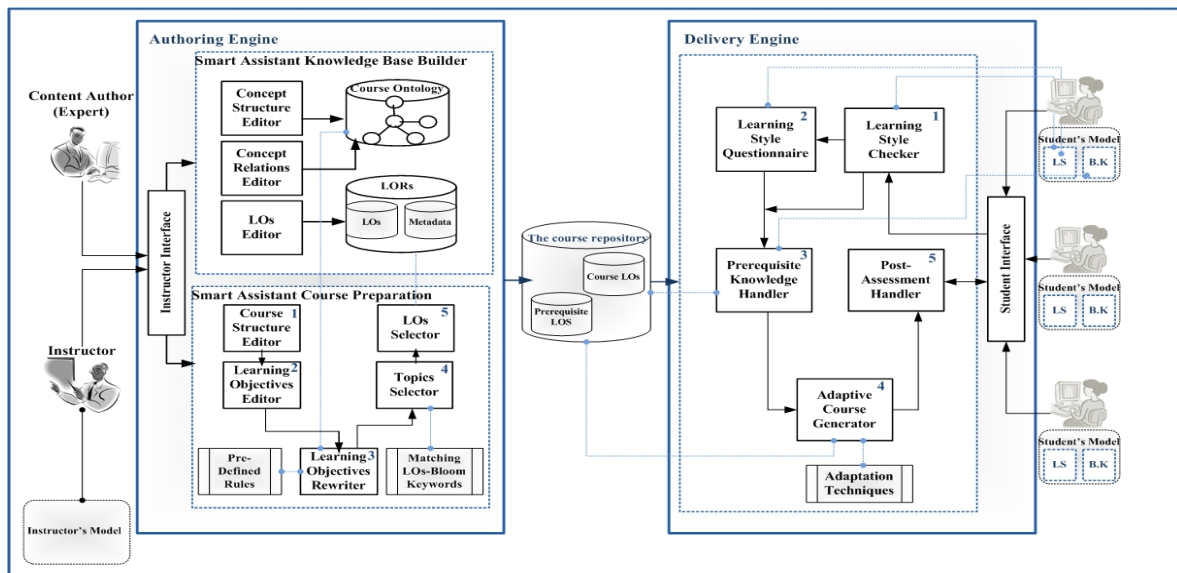 Authoring Engine
Smart Assistant Knowledge Base Builder
Content Author
(Expert)
Concept
Structure
Editor
Course Ontology
Concept
Relations
Editor
LORs
LOs
Editor
LOs
Metadata
Instructor Interface
Smart Assistant Course Preparation
Instructor
1
Course
Structure
Editor
2
Learning
Objectives
Editor
5
LOs
Selector
4
Topics
Selector
Pre-
Defined
Rules
3
Learning
Objectives
Rewriter
Matching
LOs-Bloom
Keywords
Instructor's Model
The course repository
Course LOs
Prerequisite
LOS
Delivery Engine
2
Learning
Style
Questionnaire
1
Learning
Style
Checker
3
Prerequisite
Knowledge
Handler
5
Post-
Assessment
Handler
4
Adaptive
Course
Generator
Adaptation
Techniques
Student Interface
Student's Model
LS
B.K
Student's Model
LS
B.K
Student's Model
LS
B.K